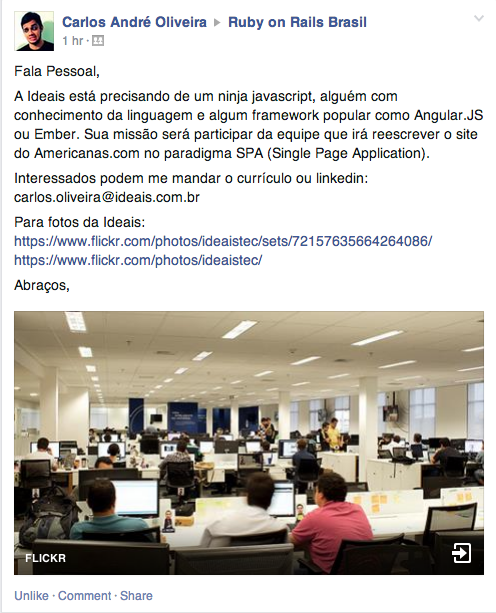 Carlos André Oliveira ▸ Ruby on Rails Brasil
1 hr ·
Fala Pessoal,
A Ideais está precisando de um ninja javascript, alguém com
conhecimento da linguagem e algum framework popular como Angular.JS
ou Ember. Sua missão será participar da equipe que irá reescrever o site
do Americanas.com no paradigma SPA (Single Page Application).
Interessados podem me mandar o currículo ou linkedin:
carlos.oliveira@ideais.com.br
Para fotos da Ideais:
https://www.flickr.com/photos/ideaistec/sets/72157635664264086/
https://www.flickr.com/photos/ideaistec/
Abraços,
FLICKR
Unlike · Comment · Share